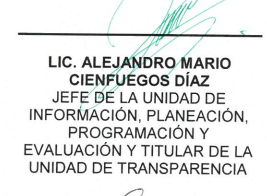 LIC. ALEJANDRO MARIO
CIENFUEGOS DÍAZ
JEFE DE LA UNIDAD DE
INFORMACIÓN, PLANEACIÓN,
PROGRAMACIÓN Y
EVALUACIÓN Y TITULAR DE LA
UNIDAD DE TRANSPARENCIA